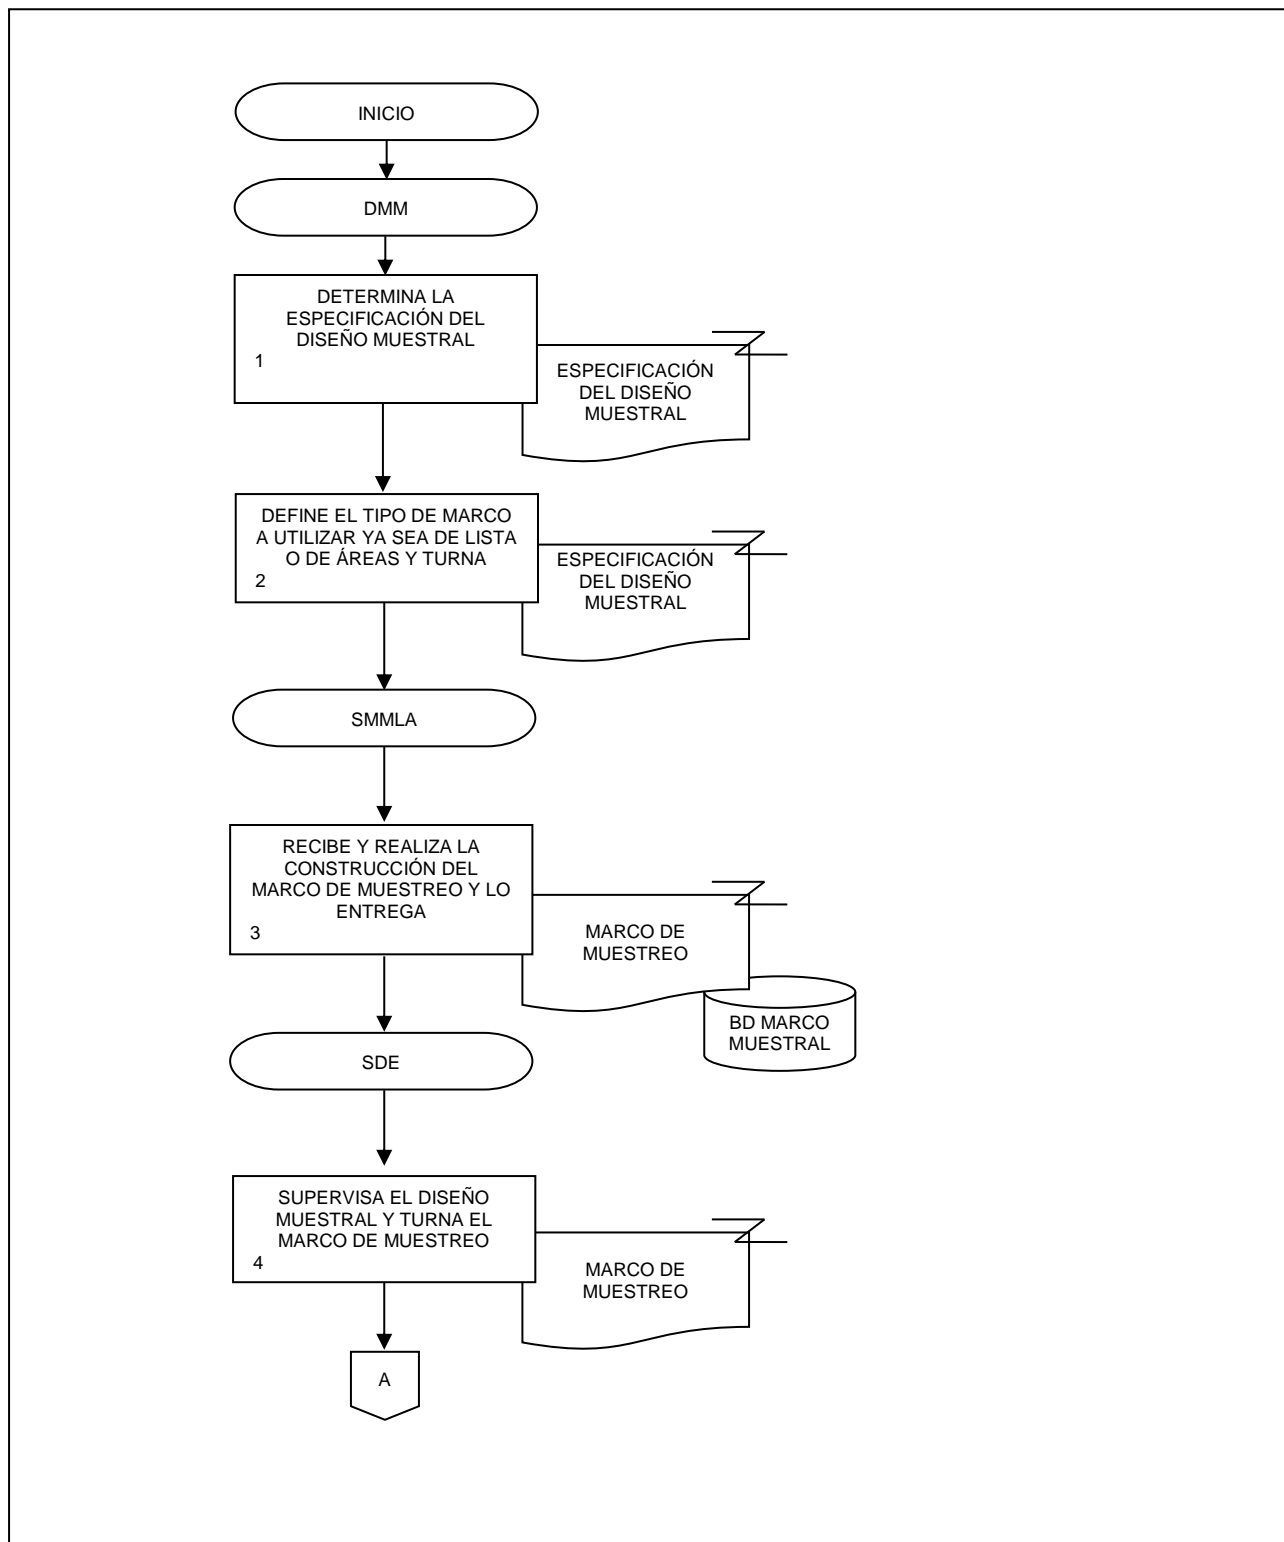 INICIO
DMM
DETERMINA LA
ESPECIFICACIÓN DEL
DISEÑO MUESTRAL
1
ESPECIFICACIÓN
DEL DISEÑO
MUESTRAL
DEFINE EL TIPO DE MARCO
A UTILIZAR YA SEA DE LISTA
O DE ÁREAS Y TURNA
2
ESPECIFICACIÓN
DEL DISEÑO
MUESTRAL
SMMLA
RECIBE Y REALIZA LA
CONSTRUCCIÓN DEL
MARCO DE MUESTREO Y LO
ENTREGA
3
MARCO DE
MUESTREO
BD MARCO
MUESTRAL
SDE
SUPERVISA EL DISEÑO
MUESTRAL Y TURNA EL
MARCO DE MUESTREO
4
MARCO DE
MUESTREO
A